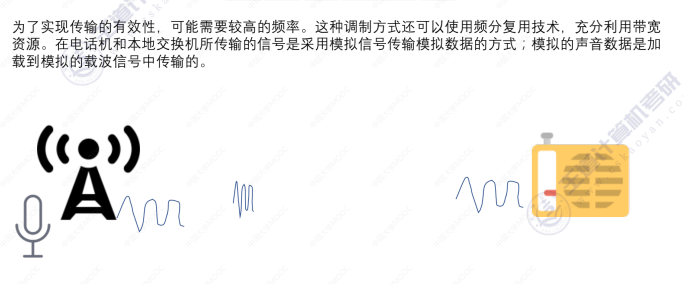 为了实现传输的有效性，可能需要较高的频率。这种调制方式还可以使用频分复用技术，充分利用带宽
资源。在电话机和本地交换机所传输的信号是采用模拟信号传输模拟数据的方式；模拟的声音数据是加
载到模拟的载波信号中传输的。